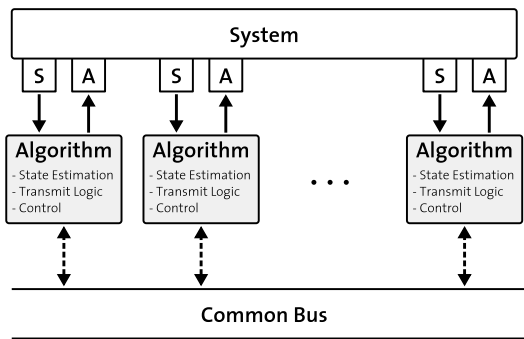 System
S A S A S A
Algorithm Algorithm Algorithm
- State Estimation - State Estimation - State Estimation
- Transmit Logic - Transmit Logic - Transmit Logic
- Control - Control - Control
. . .
Common Bus